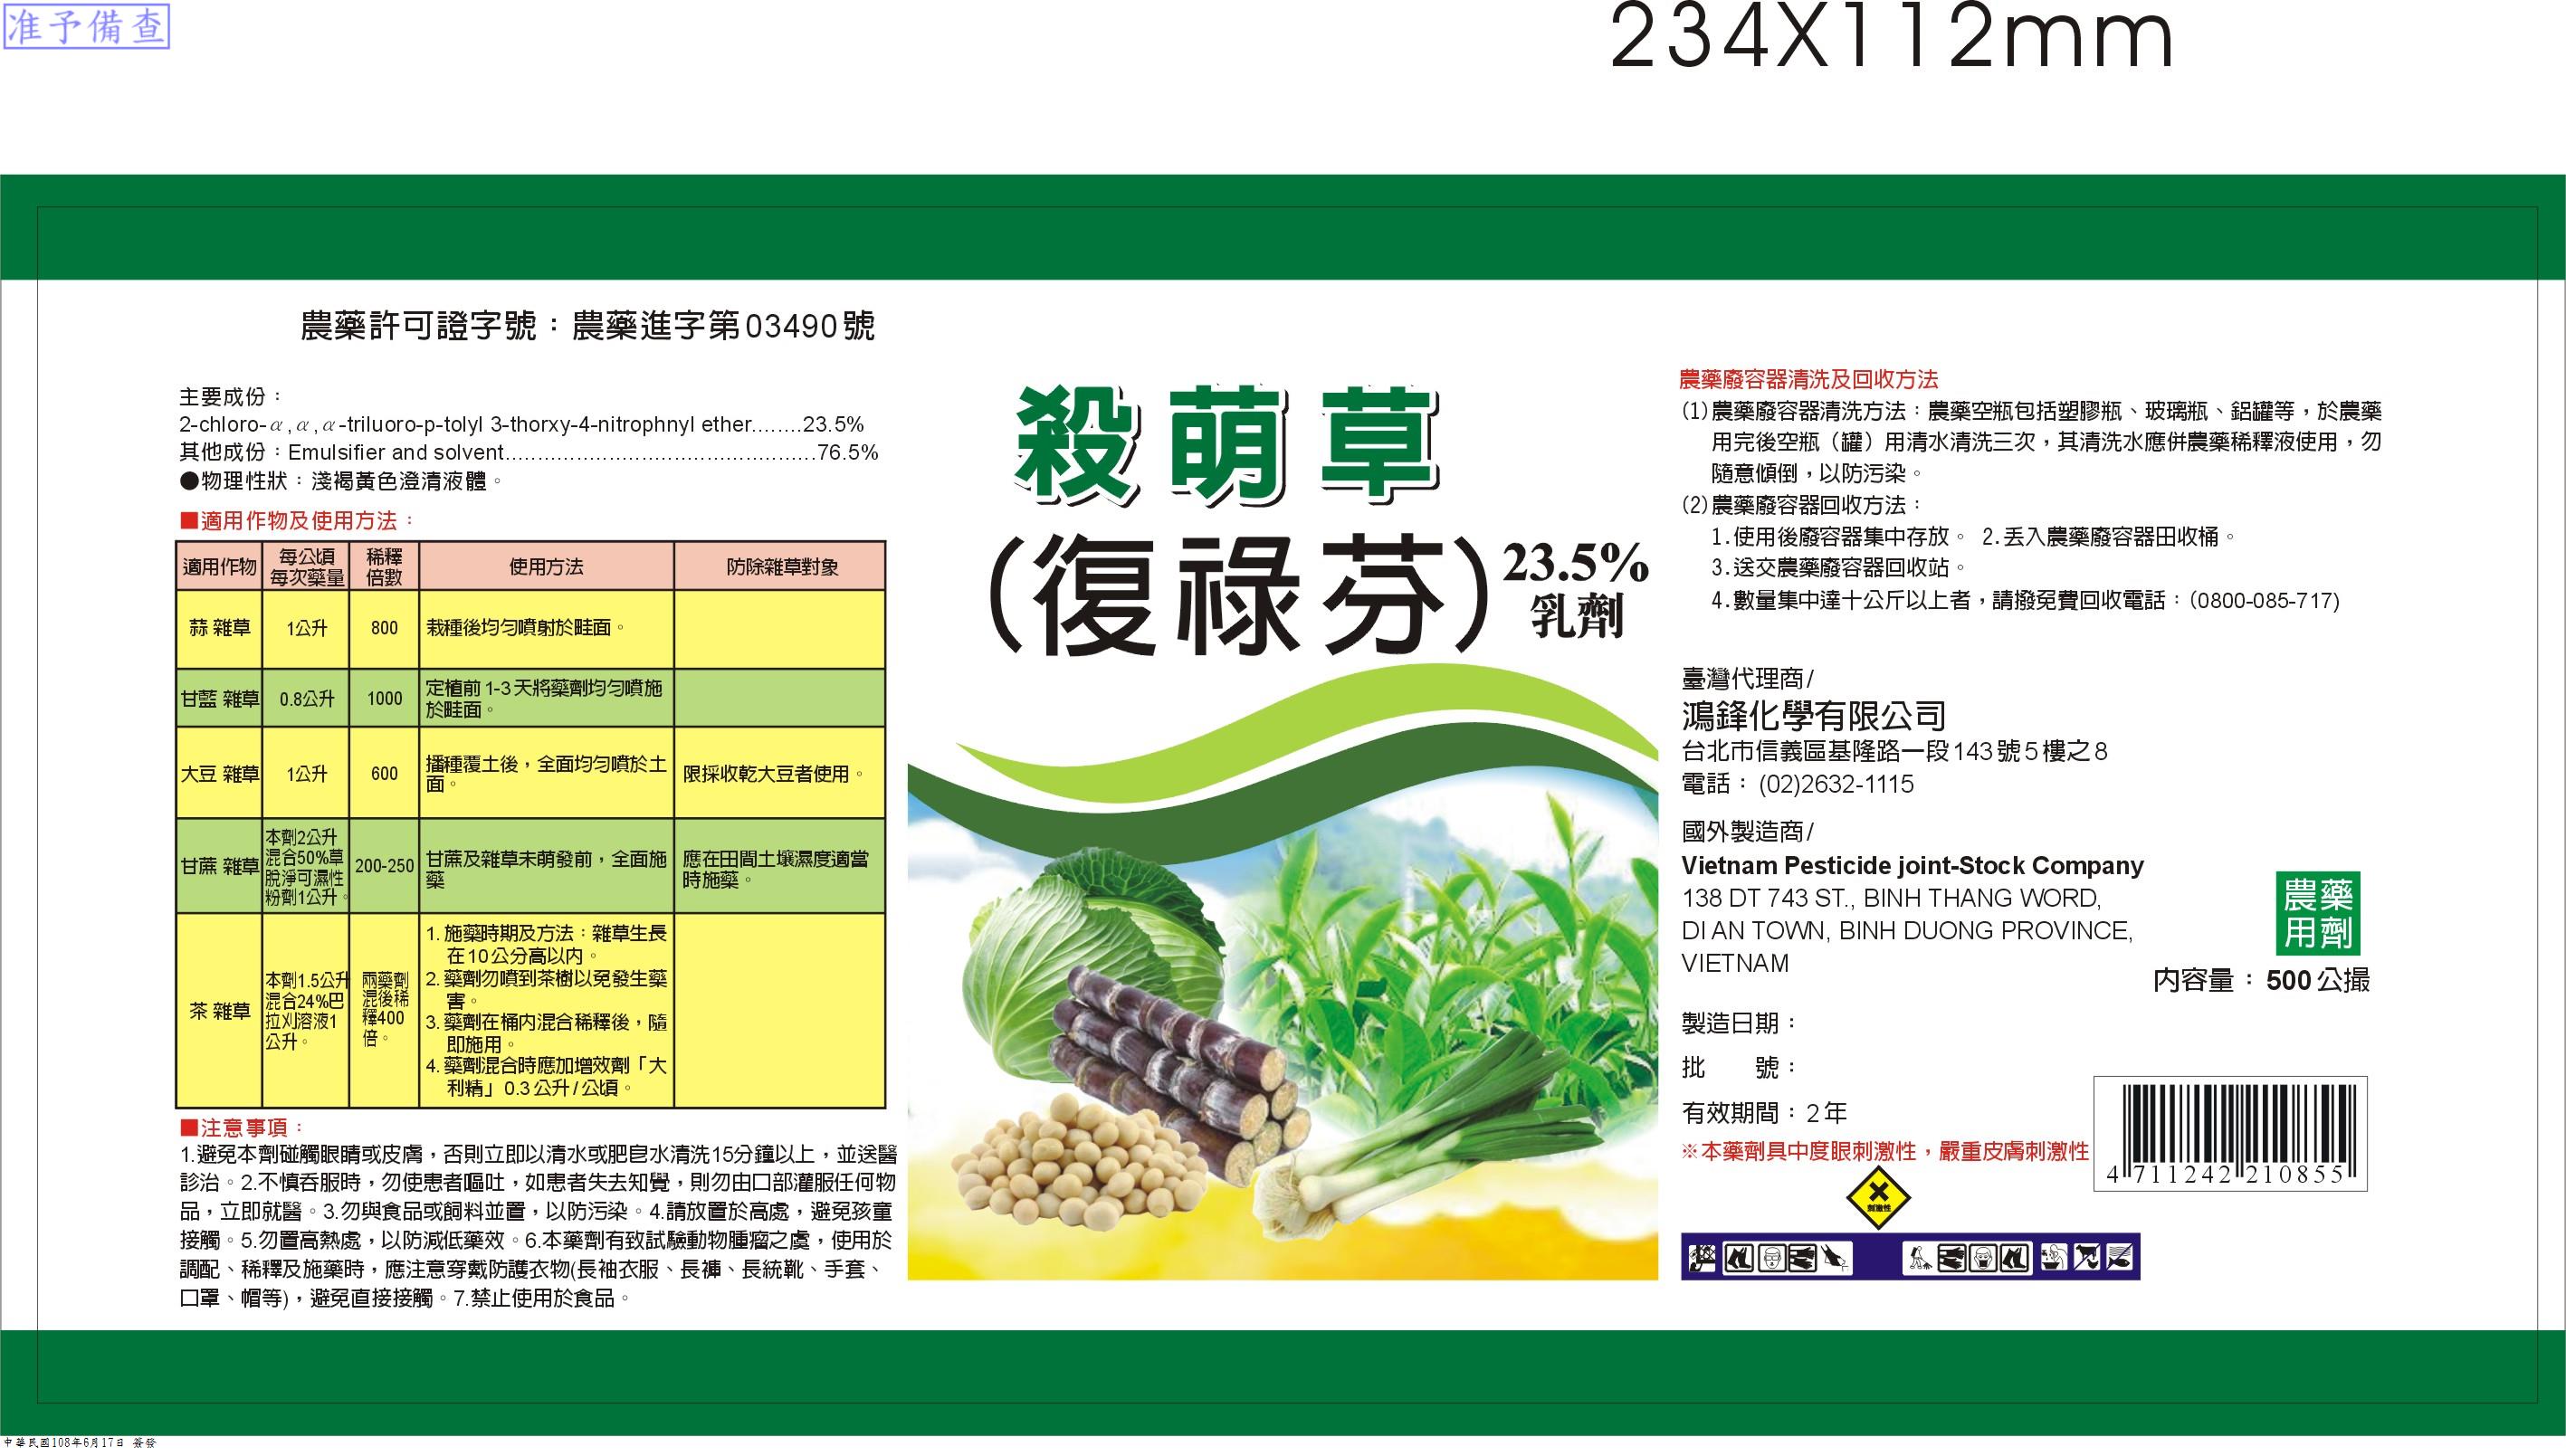 准予備查
234X112mm
農藥許可證字號：農藥進字第03490號
主要成份：
2-chloro-α,α,α-triluoro-p-tolyl 3-thorxy-4-nitrophnyl ether........23.5%
其他成份：Emulsifier and solvent................................................76.5%
●物理性狀：淺褐黃色澄清液體。
■適用作物及使用方法：
適用作物 每公頃每次藥量 稀釋倍數 使用方法 防除雜草對象
蒜 雜草 1公升 800 栽種後均勻噴射於畦面。
甘藍 雜草 0.8公升 1000 定植前1-3天將藥劑均勻噴施
於畦面。
大豆 雜草 1公升 600 播種覆土後，全面均勻噴於土
面。 限採收乾大豆者使用。
甘蔗 雜草 本劑2公升
混合50%草
脫淨可濕性
粉劑1公升。 200-250 甘蔗及雜草未萌發前，全面施
藥 應在田間土壤濕度適當
時施藥。
茶 雜草 本劑1.5公升
混合24%巴
拉刈溶液1
公升。 兩藥劑
混後稀
釋400
倍。
1. 施藥時期及方法：雜草生長
在10公分高以內。
2. 藥劑勿噴到茶樹以免發生藥
害。
3. 藥劑在桶內混合稀釋後，隨
即施用。
4. 藥劑混合時應加增效劑「大
利精」0.3公升/公頃。
■注意事項：
1.避免本劑碰觸眼睛或皮膚，否則立即以清水或肥皂水清洗15分鐘以上，並送醫
診治。2.不慎吞服時，勿使患者嘔吐，如患者失去知覺，則勿由口部灌服任何物
品，立即就醫。3.勿與食品或飼料並置，以防污染。4.請放置於高處，避免孩童
接觸。5.勿置高熱處，以防減低藥效。6.本藥劑有致試驗動物腫瘤之虞，使用於
調配、稀釋及施藥時，應注意穿戴防護衣物(長袖衣服、長褲、長統靴、手套、
口罩、帽等)，避免直接接觸。7.禁止使用於食品。
殺萌草
(復祿芬)23.5%
乳劑
農藥廢容器清洗及回收方法
(1)農藥廢容器清洗方法：農藥空瓶包括塑膠瓶、玻璃瓶、鋁罐等，於農藥
用完後空瓶（罐）用清水清洗三次，其清洗水應併農藥稀釋液使用，勿
隨意傾倒，以防污染。
(2)農藥廢容器回收方法：
1.使用後廢容器集中存放。 2.丟入農藥廢容器田收桶。
3.送交農藥廢容器回收站。
4.數量集中達十公斤以上者，請撥免費回收電話：(0800-085-717)
臺灣代理商/
鴻鋒化學有限公司
台北市信義區基隆路一段143號5樓之8
電話：(02)2632-1115
國外製造商/
Vietnam Pesticide joint-Stock Company
138 DT 743 ST., BINH THANG WORD,
DI AN TOWN, BINH DUONG PROVINCE,
VIETNAM
農藥
用劑
內容量：500公撮
製造日期：
批　　號：
有效期間：2年
※本藥劑具中度眼刺激性，嚴重皮膚刺激性
刺激性
4 711242 210855
中華民國108年6月17日 簽發